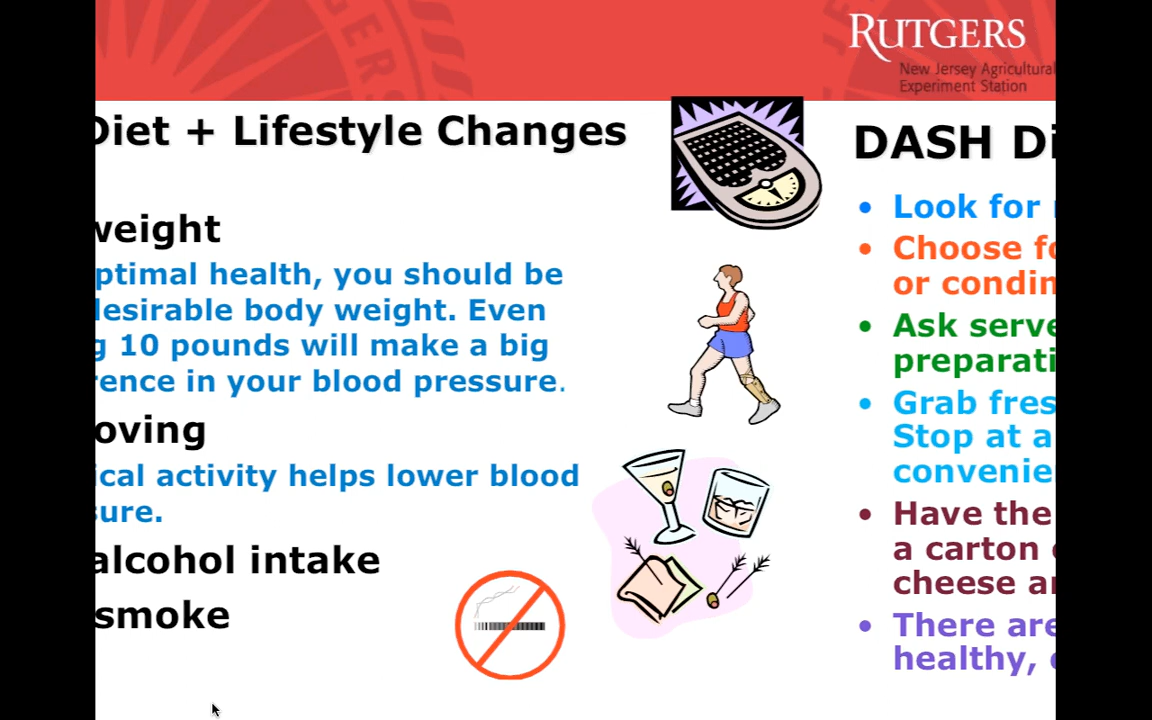 RUTGERS
New Jersey Agricultural
Experiment Station
Diet + Lifestyle Changes
weight
ptimal health, you should be
desirable body weight. Even
g 10 pounds will make a big
rence in your blood pressure.
oving
ical activity helps lower blood
sure.
alcohol intake
smoke
DASH Di
Look for
• Choose fo
or condin
• Ask serve
preparati
• Grab fres
Stop at a
convenie
• Have the
a carton
cheese a
• There are
healthy,